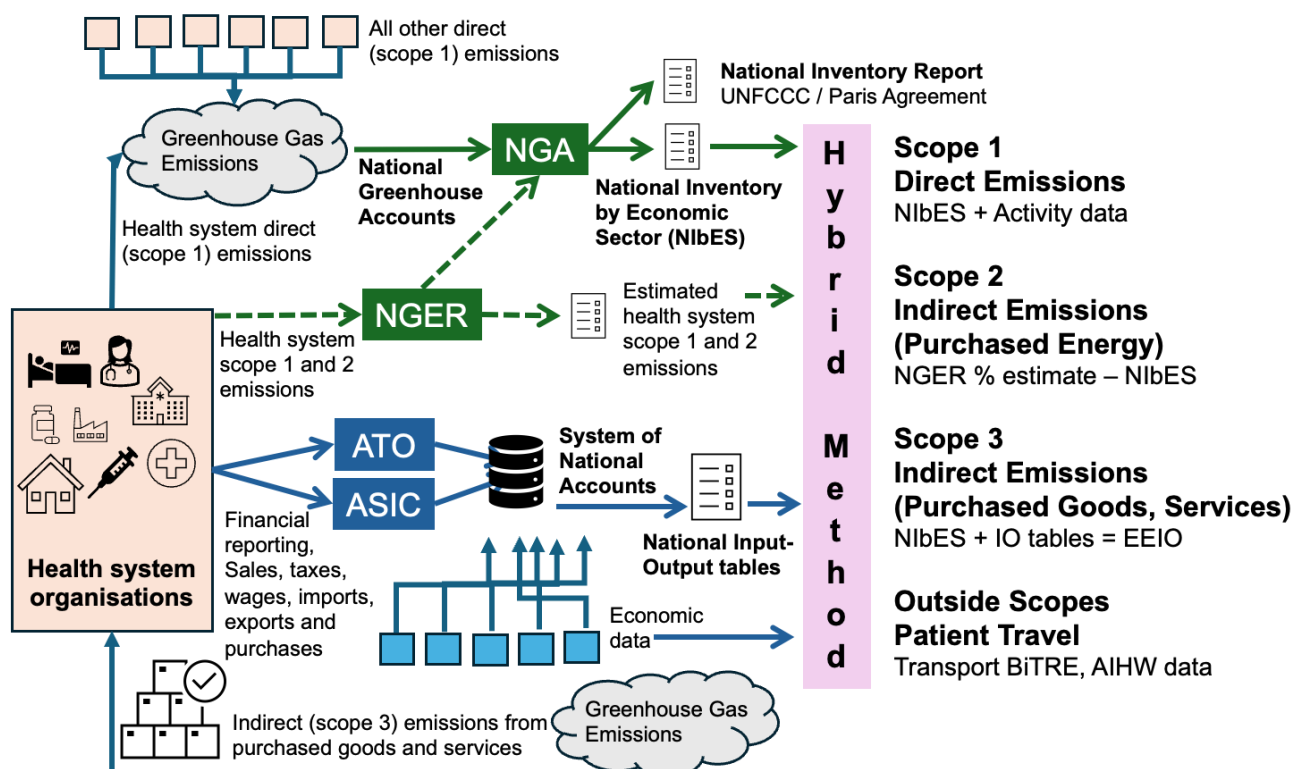 All other direct
(scope 1) emissions
Greenhouse Gas
Emissions
National
Greenhouse
Accounts
NGA
National Inventory Report
UNFCCC / Paris Agreement
National Inventory
by Economic
Sector (NIbES)
Health system direct
(scope 1) emissions
NGER
Health system
scope 1 and 2
emissions
Estimated
health system
scope 1 and 2
emissions
Health system
organisations
ATO
ASIC
Financial
reporting,
Sales, taxes,
wages, imports,
exports and
purchases
System of
National
Accounts
National Input-
Output tables
Economic
data
Indirect (scope 3) emissions from
purchased goods and services
Greenhouse Gas
Emissions
H
y
b
r
i
d
M
e
t
h
o
d
Scope 1
Direct Emissions
NIbES + Activity data
Scope 2
Indirect Emissions
(Purchased Energy)
NGER % estimate – NIbES
Scope 3
Indirect Emissions
(Purchased Goods, Services)
NIbES + IO tables = EEIO
Outside Scopes
Patient Travel
Transport BiTRE, AIHW data